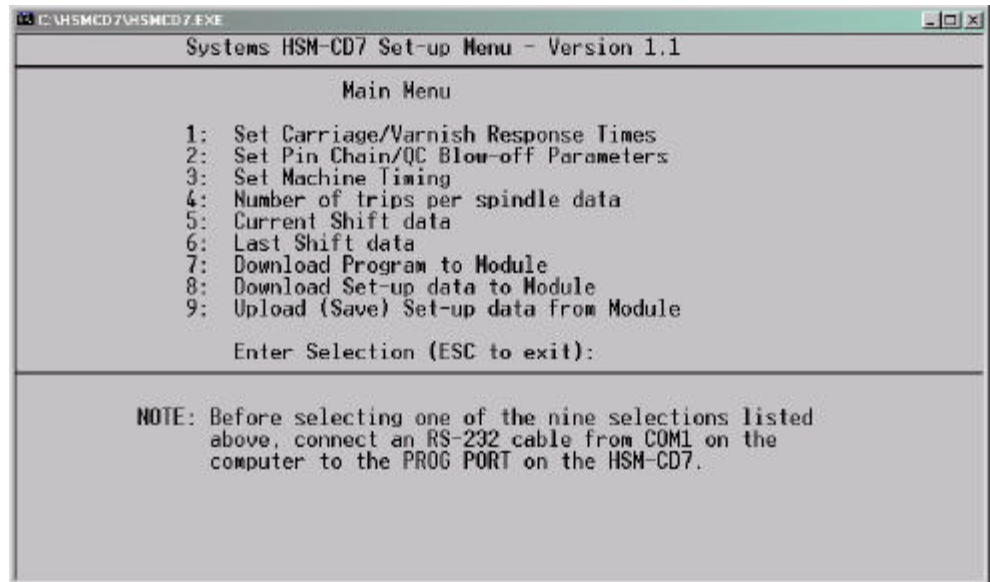 C:\HSMCD7\HSMCD7.EXE
Systems HSM-CD7 Set-up Menu - Version 1.1
Main Menu
1: Set Carriage/Varnish Response Times
2: Set Pin Chain/QC Blow-off Parameters
3: Set Machine Timing
4: Number of trips per spindle data
5: Current Shift data
6: Last Shift data
7: Download Program to Module
8: Download Set-up data to Module
9: Upload (Save) Set-up data from Module
Enter Selection (ESC to exit):
NOTE: Before selecting one of the nine selections listed
above, connect an RS-232 cable from COM1 on the
computer to the PROG PORT on the HSM-CD7.